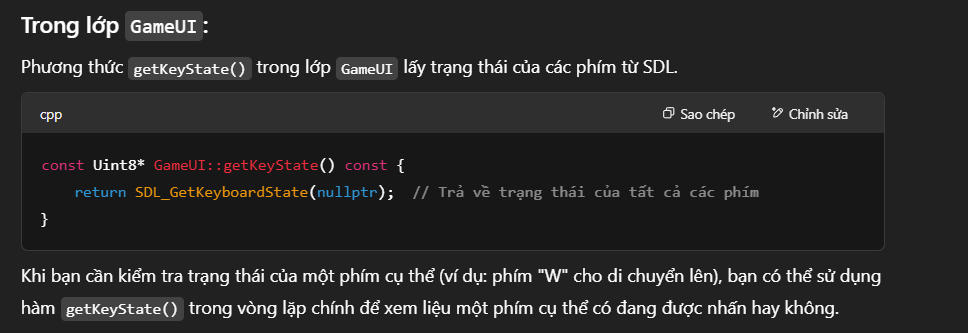 Trong lớp GameUI:
Phương thức getKeyState() trong lớp GameUI lấy trạng thái của các phím từ SDL.
cpp Sao chép Chỉnh sửa
const Uint8* GameUI::getKeyState() const {
    return SDL_GetKeyboardState(nullptr);  // Trả về trạng thái của tất cả các phím
}
Khi bạn cần kiểm tra trạng thái của một phím cụ thể (ví dụ: phím "W" cho di chuyển lên), bạn có thể sử dụng
hàm getKeyState() trong vòng lặp chính để xem liệu một phím cụ thể có đang được nhấn hay không.